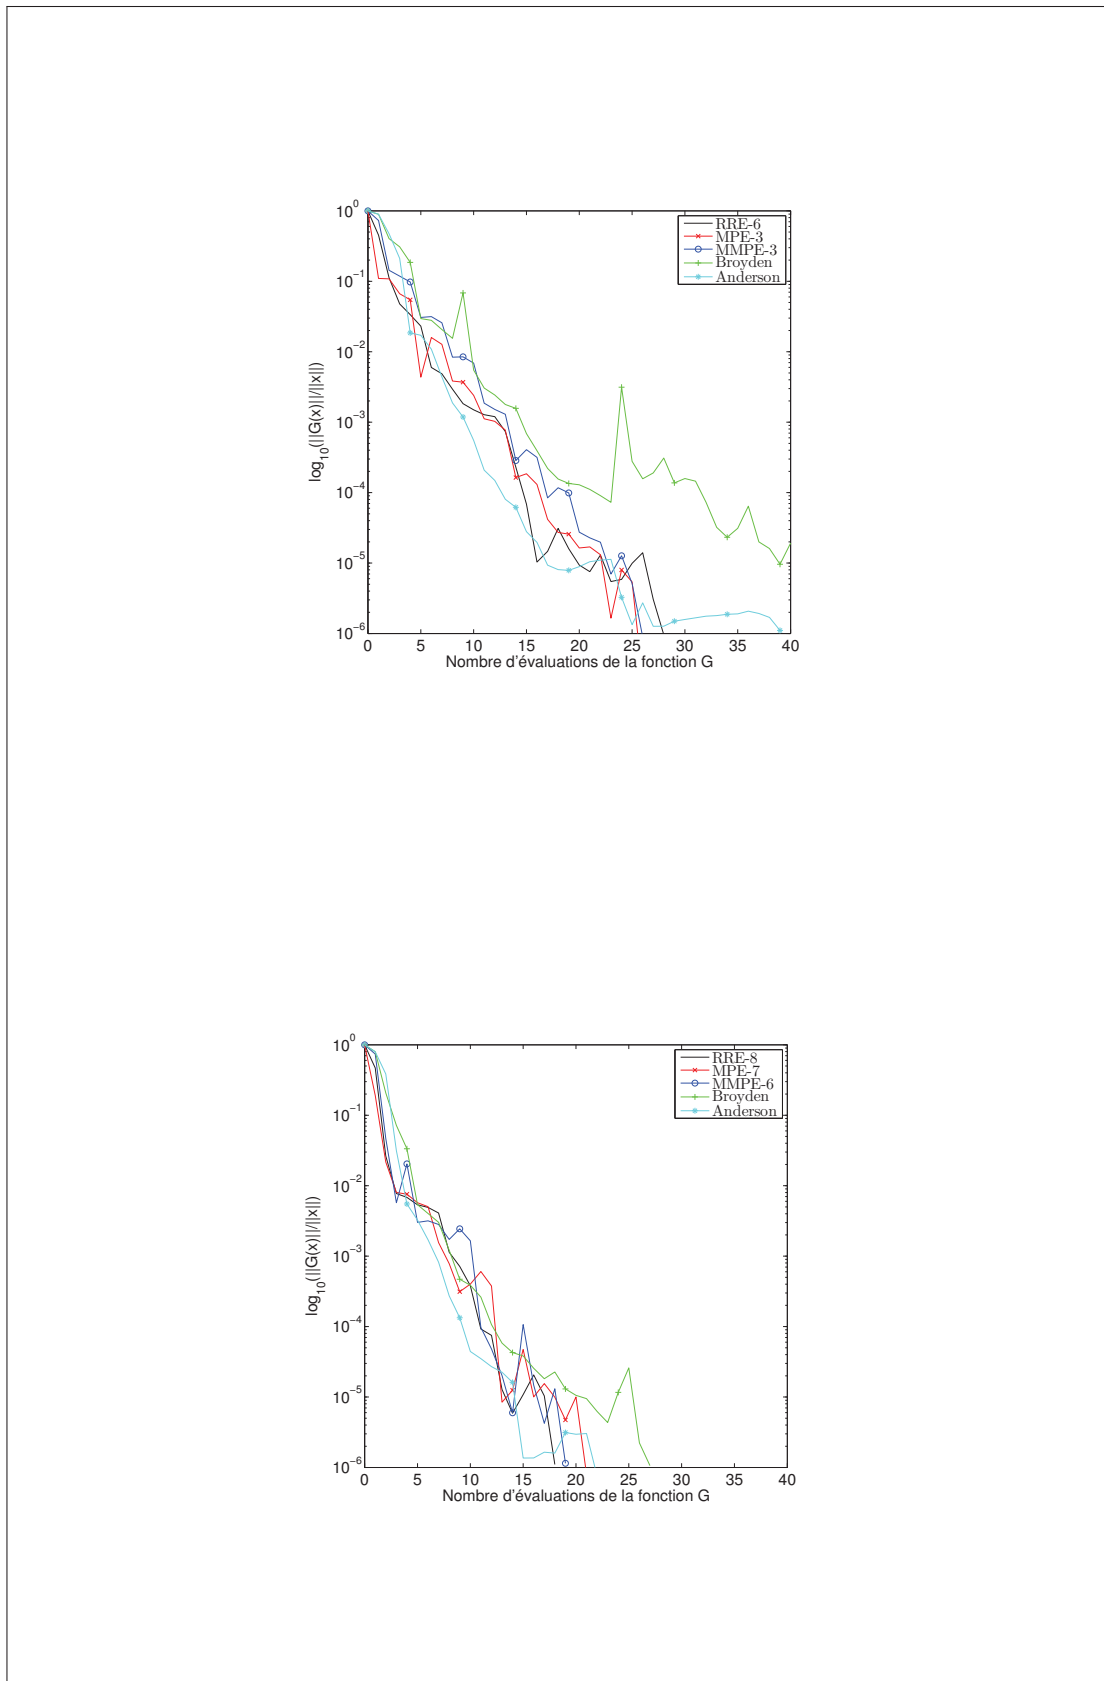 10^0
10^-1
10^-2
10^-3
10^-4
10^-5
10^-6
log_10(||G(x)||/||x||)
RRE-6
MPE-3
MMPE-3
Broyden
Anderson
0 5 10 15 20 25 30 35 40
Nombre d'évaluations de la fonction G
10^0
10^-1
10^-2
10^-3
10^-4
10^-5
10^-6
log_10(||G(x)||/||x||)
RRE-8
MPE-7
MMPE-6
Broyden
Anderson
0 5 10 15 20 25 30 35 40
Nombre d'évaluations de la fonction G